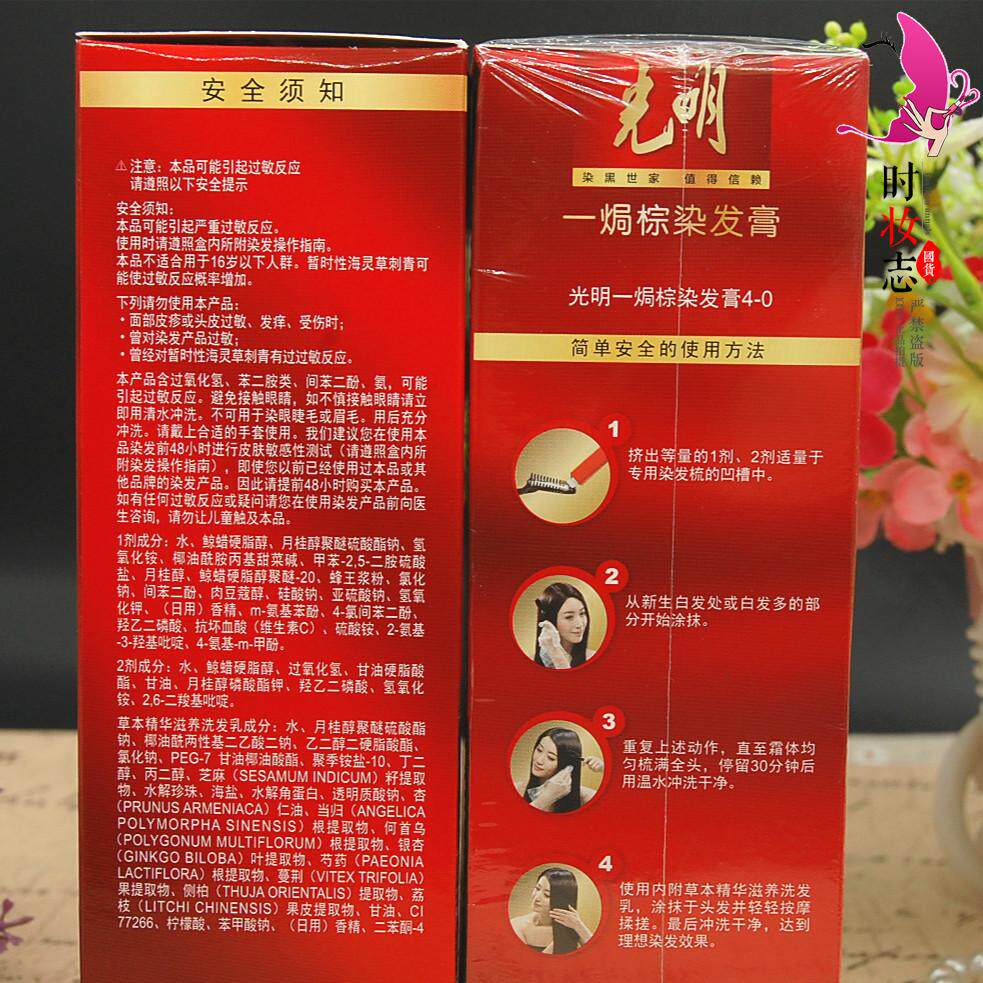 安全须知
⚠注意：本品可能引起过敏反应
请遵照以下安全提示
安全须知：
本品可能引起严重过敏反应。
使用时请遵照盒内所附染发操作指南。
本品不适合用于16岁以下人群。暂时性海灵草刺青可
能使过敏反应概率增加。
下列请勿使用本产品：
•面部皮疹或头皮过敏、发痒、受伤时；
•曾对染发产品过敏；
•曾经对暂时性海灵草刺青有过过敏反应。
本产品含过氧化氢、苯二胺类、间苯二酚、氨，可能
引起过敏反应。避免接触眼睛，如不慎接触眼睛请立
即用清水冲洗。不可用于染眼睫毛或眉毛。用后充分
冲洗。请戴上合适的手套使用。我们建议您在使用本
品染发前48小时进行皮肤敏感性测试（请遵照盒内所
附染发操作指南），即使您以前已经使用过本品或其
他品牌的染发产品。因此请提前48小时购买本产品。
如有任何过敏反应或疑问请您在使用染发产品前向医
生咨询，请勿让儿童触及本品。
1剂成分：水、鲸蜡硬脂醇、月桂醇聚醚硫酸酯钠、氢
氧化铵、椰油酰胺丙基甜菜碱、甲苯-2,5-二胺硫酸
盐、月桂醇、鲸蜡硬脂醇聚醚-20、蜂王浆粉、氯化
钠、间苯二酚、肉豆蔻醇、硅酸钠、亚硫酸钠、氢氧
化钾、（日用）香精、m-氨基苯酚、4-氯间苯二酚、
羟乙二磷酸、抗坏血酸（维生素C）、硫酸铵、2-氨基
-3-羟基吡啶、4-氨基-m-甲酚。
2剂成分：水、鲸蜡硬脂醇、过氧化氢、甘油硬脂酸
酯、甘油、月桂醇磷酸酯钾、羟乙二磷酸、氢氧化
铵、2,6-二羧基吡啶。
草本精华滋养洗发乳成分：水、月桂醇聚醚硫酸酯
钠、椰油酰两性基二乙酸二钠、乙二醇二硬脂酸酯、
氯化钠、PEG-7 甘油椰油酸酯、聚季铵盐-10、丁二
醇、丙二醇、芝麻（SESAMUM INDICUM）籽提取
物、水解珍珠、海盐、水解角蛋白、透明质酸钠、杏
（PRUNUS ARMENIACA）仁油、当归（ANGELICA
POLYMORPHA SINENSIS）根提取物、何首乌
（POLYGONUM MULTIFLORUM）根提取物、银杏
（GINKGO BILOBA）叶提取物、芍药（PAEONIA
LACTIFLORA）根提取物、蔓荆（VITEX TRIFOLIA）
果提取物、侧柏（THUJA ORIENTALIS）提取物、荔
枝（LITCHI CHINENSIS）果皮提取物、甘油、CI
77266、柠檬酸、苯甲酸钠、（日用）香精、二苯酮-4
光明
染黑世家 值得信赖
一焗棕染发膏
光明一焗棕染发膏4-0
简单安全的使用方法
1
挤出等量的1剂、2剂适量于
专用染发梳的凹槽中。
2
从新生白发处或白发多的部
分开始涂抹。
3
重复上述动作，直至霜体均
匀梳满全头，停留30分钟后
用温水冲洗干净。
4
使用内附草本精华滋养洗发
乳，涂抹于头发并轻轻按摩
揉搓。最后冲洗干净，达到
理想染发效果。
时妆志
國貨
严禁盗版